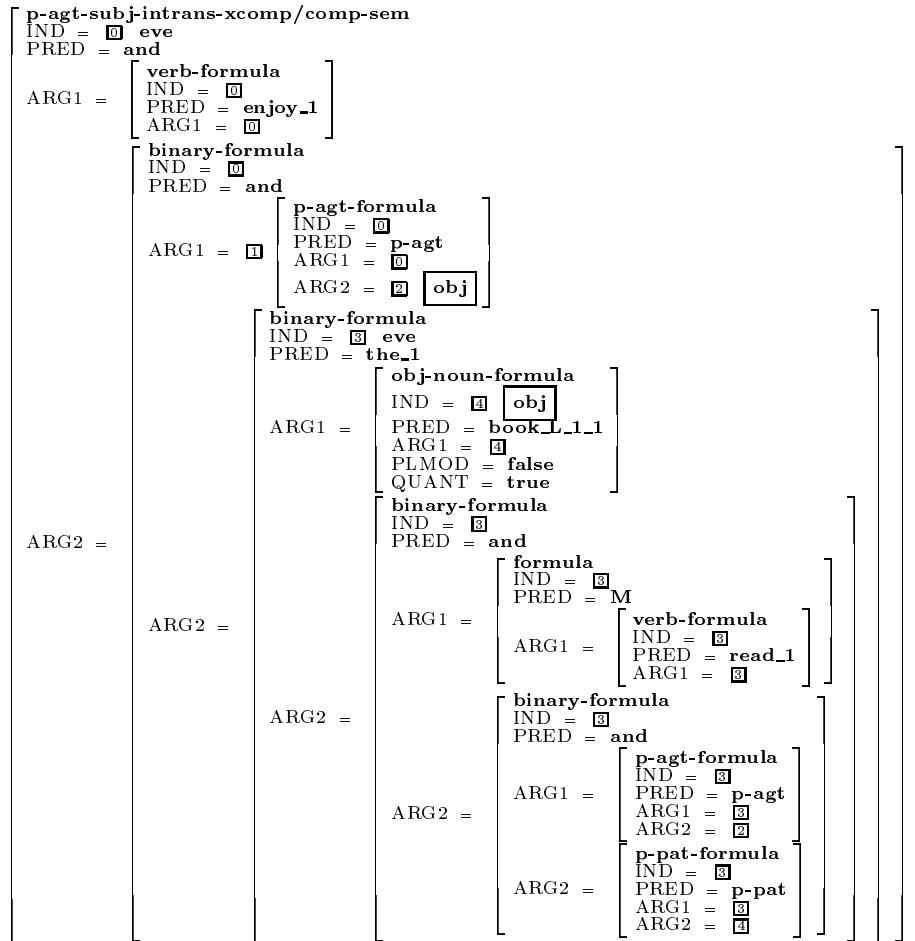 p-agt-subj-intrans-xcomp/comp-sem
IND = 0 eve
PRED = and
ARG1 =
verb-formula
IND = 0
PRED = enjoy_1
ARG1 = 0
ARG2 =
binary-formula
IND = 0
PRED = and
ARG1 = 1
p-agt-formula
IND = 0
PRED = p-agt
ARG1 = 0
ARG2 = 2 obj
ARG2 =
binary-formula
IND = 3 eve
PRED = the_1
ARG1 =
obj-noun-formula
IND = 4 obj
PRED = book_L_1_1
ARG1 = 4
PLMOD = false
QUANT = true
ARG2 =
binary-formula
IND = 3
PRED = and
ARG1 =
formula
IND = 3
PRED = M
ARG1 =
verb-formula
IND = 3
PRED = read_1
ARG1 = 3
ARG2 =
binary-formula
IND = 3
PRED = and
ARG1 =
p-agt-formula
IND = 3
PRED = p-agt
ARG1 = 3
ARG2 = 2
ARG2 =
p-pat-formula
IND = 3
PRED = p-pat
ARG1 = 3
ARG2 = 4